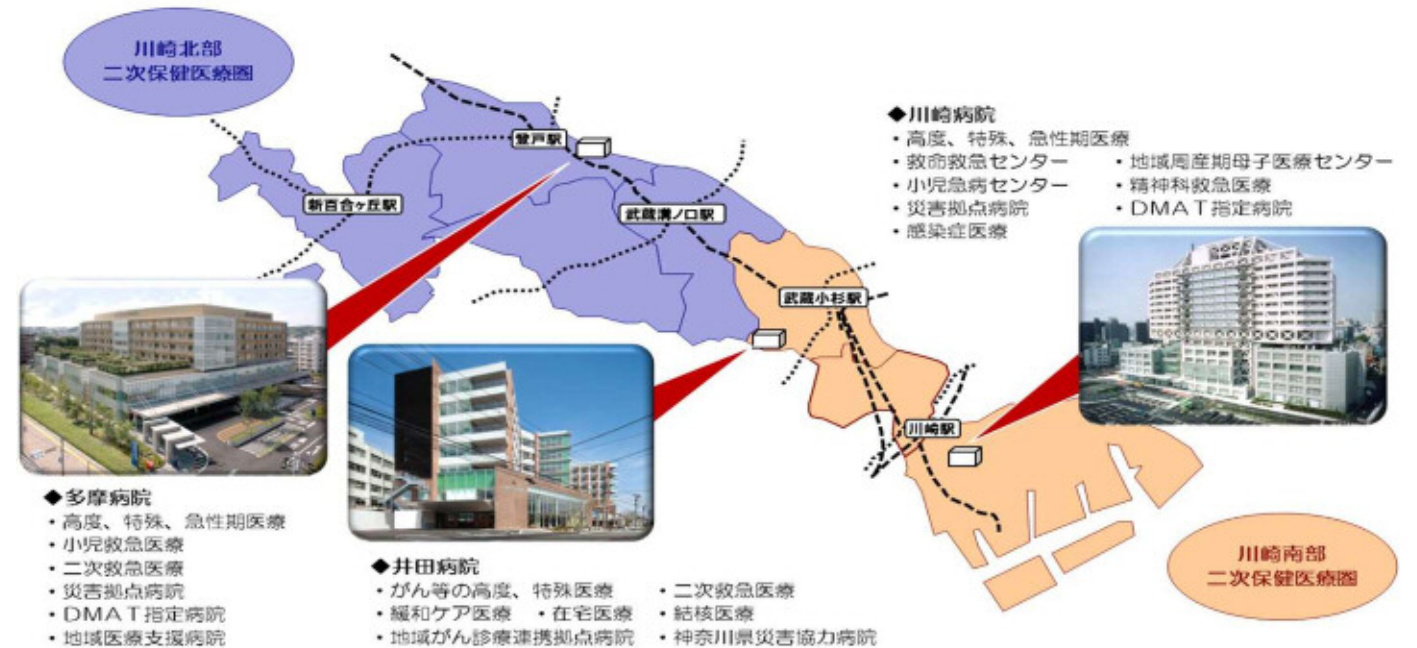 川崎北部
二次保健医療圏
登戸駅
新百合ヶ丘駅
武蔵溝ノ口駅
武蔵小杉駅
川崎駅
◆川崎病院
・高度、特殊、急性期医療
・救命救急センター ・地域周産期母子医療センター
・小児急病センター ・精神科救急医療
・災害拠点病院 ・DMAT指定病院
・感染症医療
◆多摩病院
・高度、特殊、急性期医療
・小児救急医療
・二次救急医療
・災害拠点病院
・DMAT指定病院
・地域医療支援病院
◆井田病院
・がん等の高度、特殊医療 ・二次救急医療
・緩和ケア医療 ・在宅医療 ・結核医療
・地域がん診療連携拠点病院 ・神奈川県災害協力病院
川崎南部
二次保健医療圏